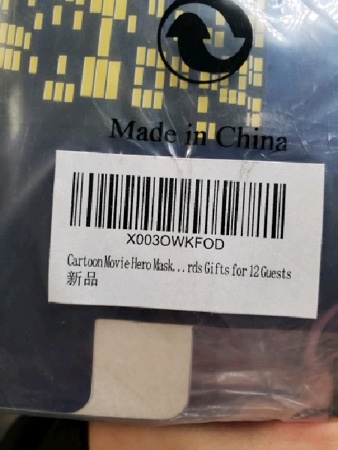 Made in China
X003OWKFOD
Cartoon Movie Hero Mask...rds Gifts for 12 Guests
新品